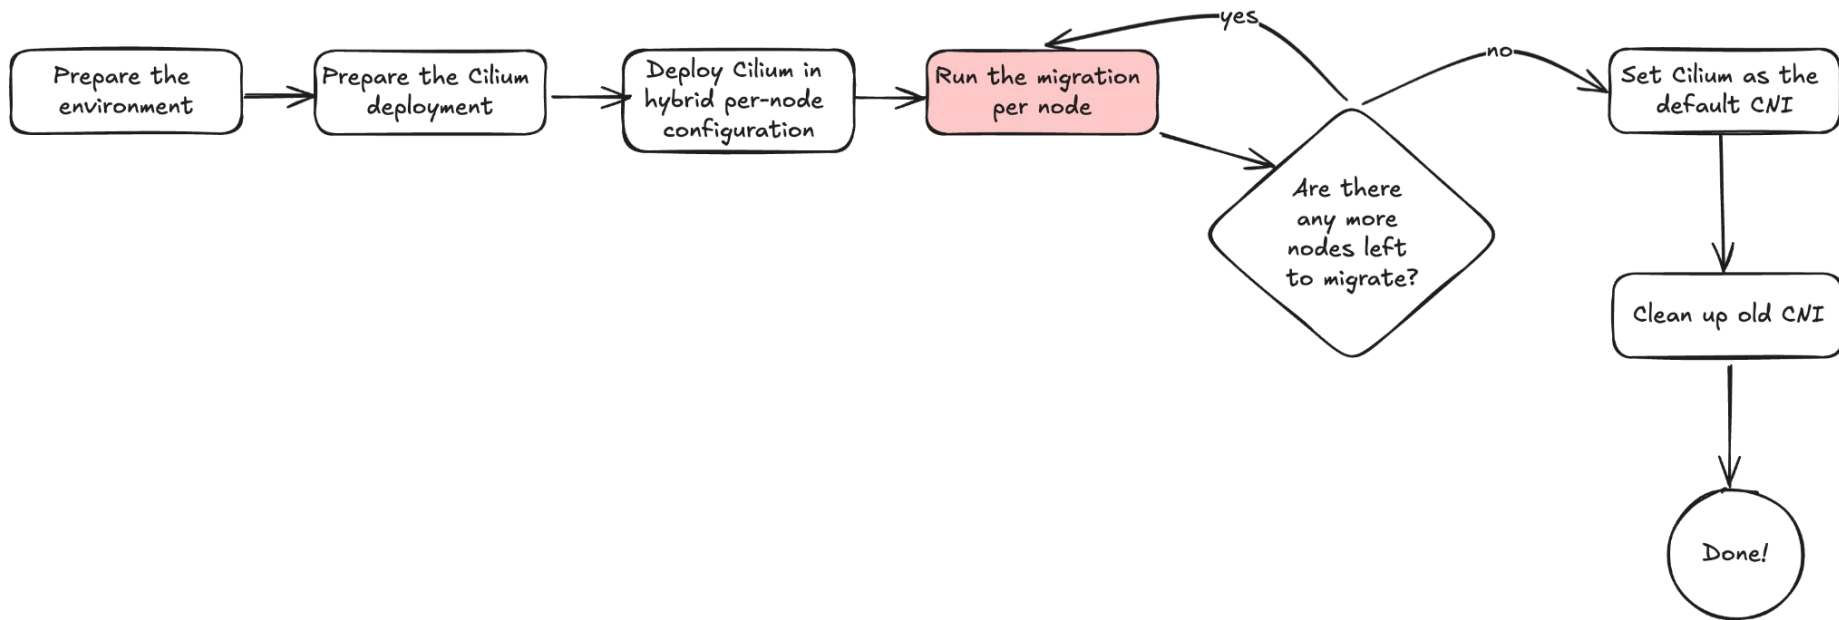 Prepare the
environment
Prepare the Cilium
deployment
Deploy Cilium in
hybrid per-node
configuration
Run the migration
per node
yes
Are there
any more
nodes left
to migrate?
no
Set Cilium as the
default CNI
Clean up old CNI
Done!